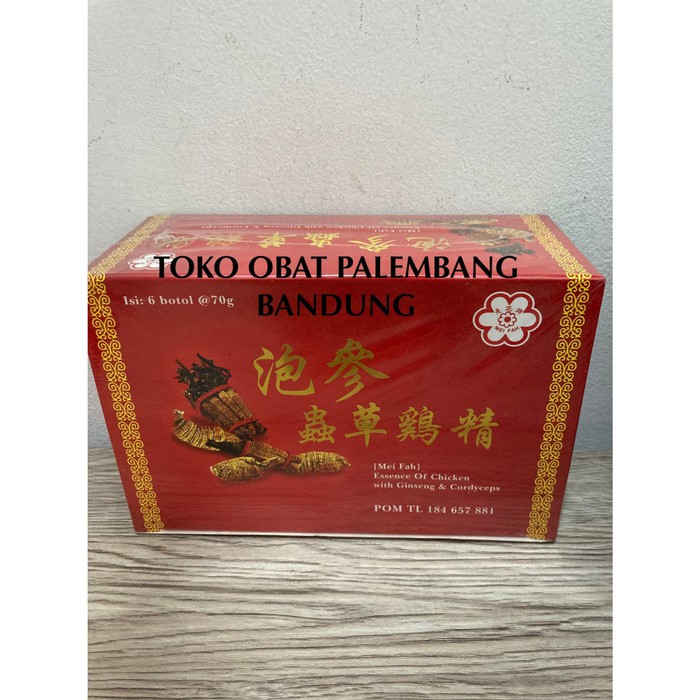 TOKO OBAT PALEMBANG
BANDUNG
Isi: 6 botol @70g
MEI FAH
泡參
蟲草鷄精
[Mei Fah]
Essence Of Chicken
with Ginseng & Cordyceps
POM TL 184 657 881